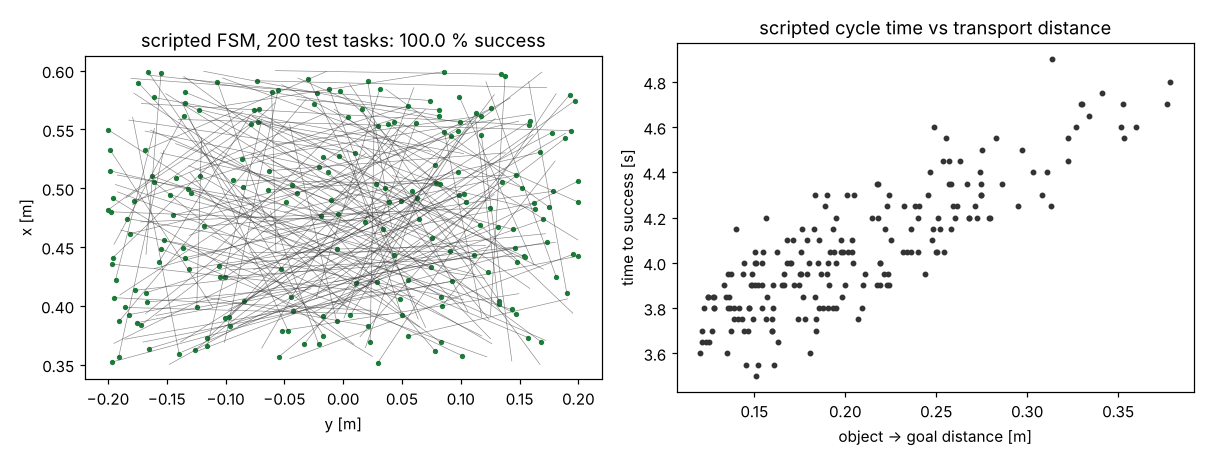 scripted FSM, 200 test tasks: 100.0 % success
0.60
0.55
0.50
0.45
0.40
0.35
x [m]
−0.20 −0.15 −0.10 −0.05 0.00 0.05 0.10 0.15 0.20
y [m]
scripted cycle time vs transport distance
4.8
4.6
4.4
4.2
4.0
3.8
3.6
time to success [s]
0.15 0.20 0.25 0.30 0.35
object → goal distance [m]